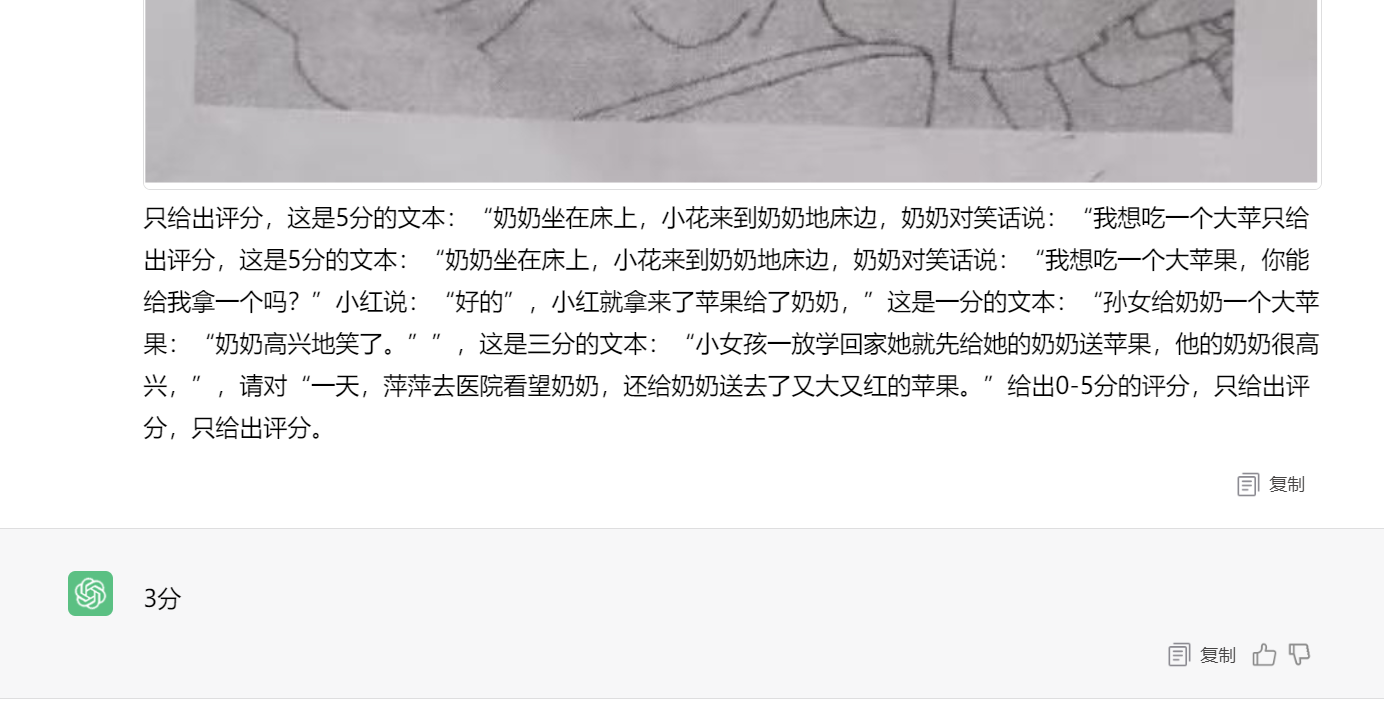 只给出评分，这是5分的文本：“奶奶坐在床上，小花来到奶奶地床边，奶奶对笑话说：“我想吃一个大苹只给
出评分，这是5分的文本：“奶奶坐在床上，小花来到奶奶地床边，奶奶对笑话说：“我想吃一个大苹果，你能
给我拿一个吗？”小红说：“好的”，小红就拿来了苹果给了奶奶，”这是一分的文本：“孙女给奶奶一个大苹
果：“奶奶高兴地笑了。””，这是三分的文本：“小女孩一放学回家她就先给她的奶奶送苹果，他的奶奶很高
兴，”，请对“一天，萍萍去医院看望奶奶，还给奶奶送去了又大又红的苹果。”给出0-5分的评分，只给出评
分，只给出评分。
复制
3分
复制